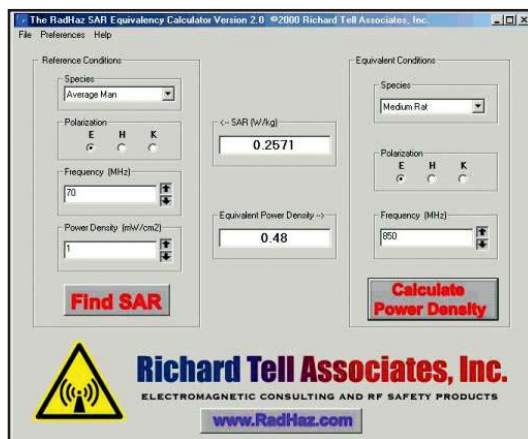 The RadHaz SAR Equivalency Calculator Version 2.0 ©2000 Richard Tell Associates, Inc.
File Preferences Help
Reference Conditions
Species
Average Man
Polarization
E H K
Frequency (MHz)
70
Power Density (mW/cm2)
1
Find SAR
<-- SAR (W/kg)
0.2571
Equivalent Power Density -->
0.48
Equivalent Conditions
Species
Medium Rat
Polarization
E H K
Frequency (MHz)
850
Calculate
Power Density
Richard Tell Associates, Inc.
ELECTROMAGNETIC CONSULTING AND RF SAFETY PRODUCTS
www.RadHaz.com